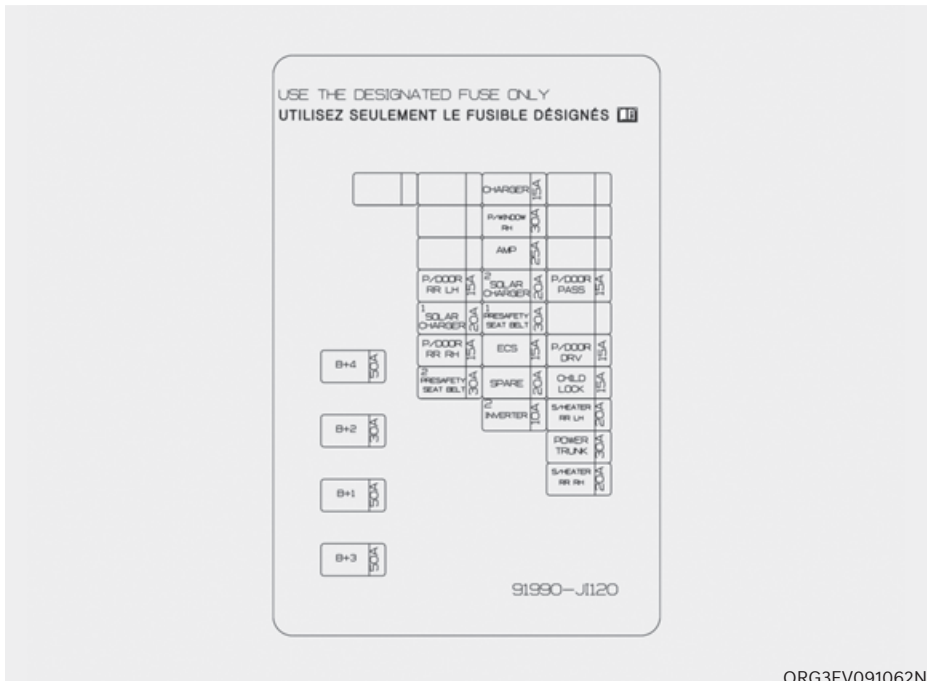 USE THE DESIGNATED FUSE ONLY
UTILISEZ SEULEMENT LE FUSIBLE DÉSIGNÉS
CHARGER 15A
P/WINDOW RH 30A
AMP 25A
P/DOOR RR LH 15A
2 SOLAR CHARGER 20A
P/DOOR PASS 15A
1 SOLAR CHARGER 20A
1 PRESAFETY SEAT BELT 30A
P/DOOR RR RH 15A
ECS 15A
P/DOOR DRV 15A
B+4 50A
2 PRESAFETY SEAT BELT 30A
SPARE 20A
CHILD LOCK 15A
2 INVERTER 10A
S/HEATER RR LH 20A
B+2 30A
POWER TRUNK 30A
S/HEATER RR RH 20A
B+1 50A
B+3 50A
91990-JI120
ORG3EV091062N